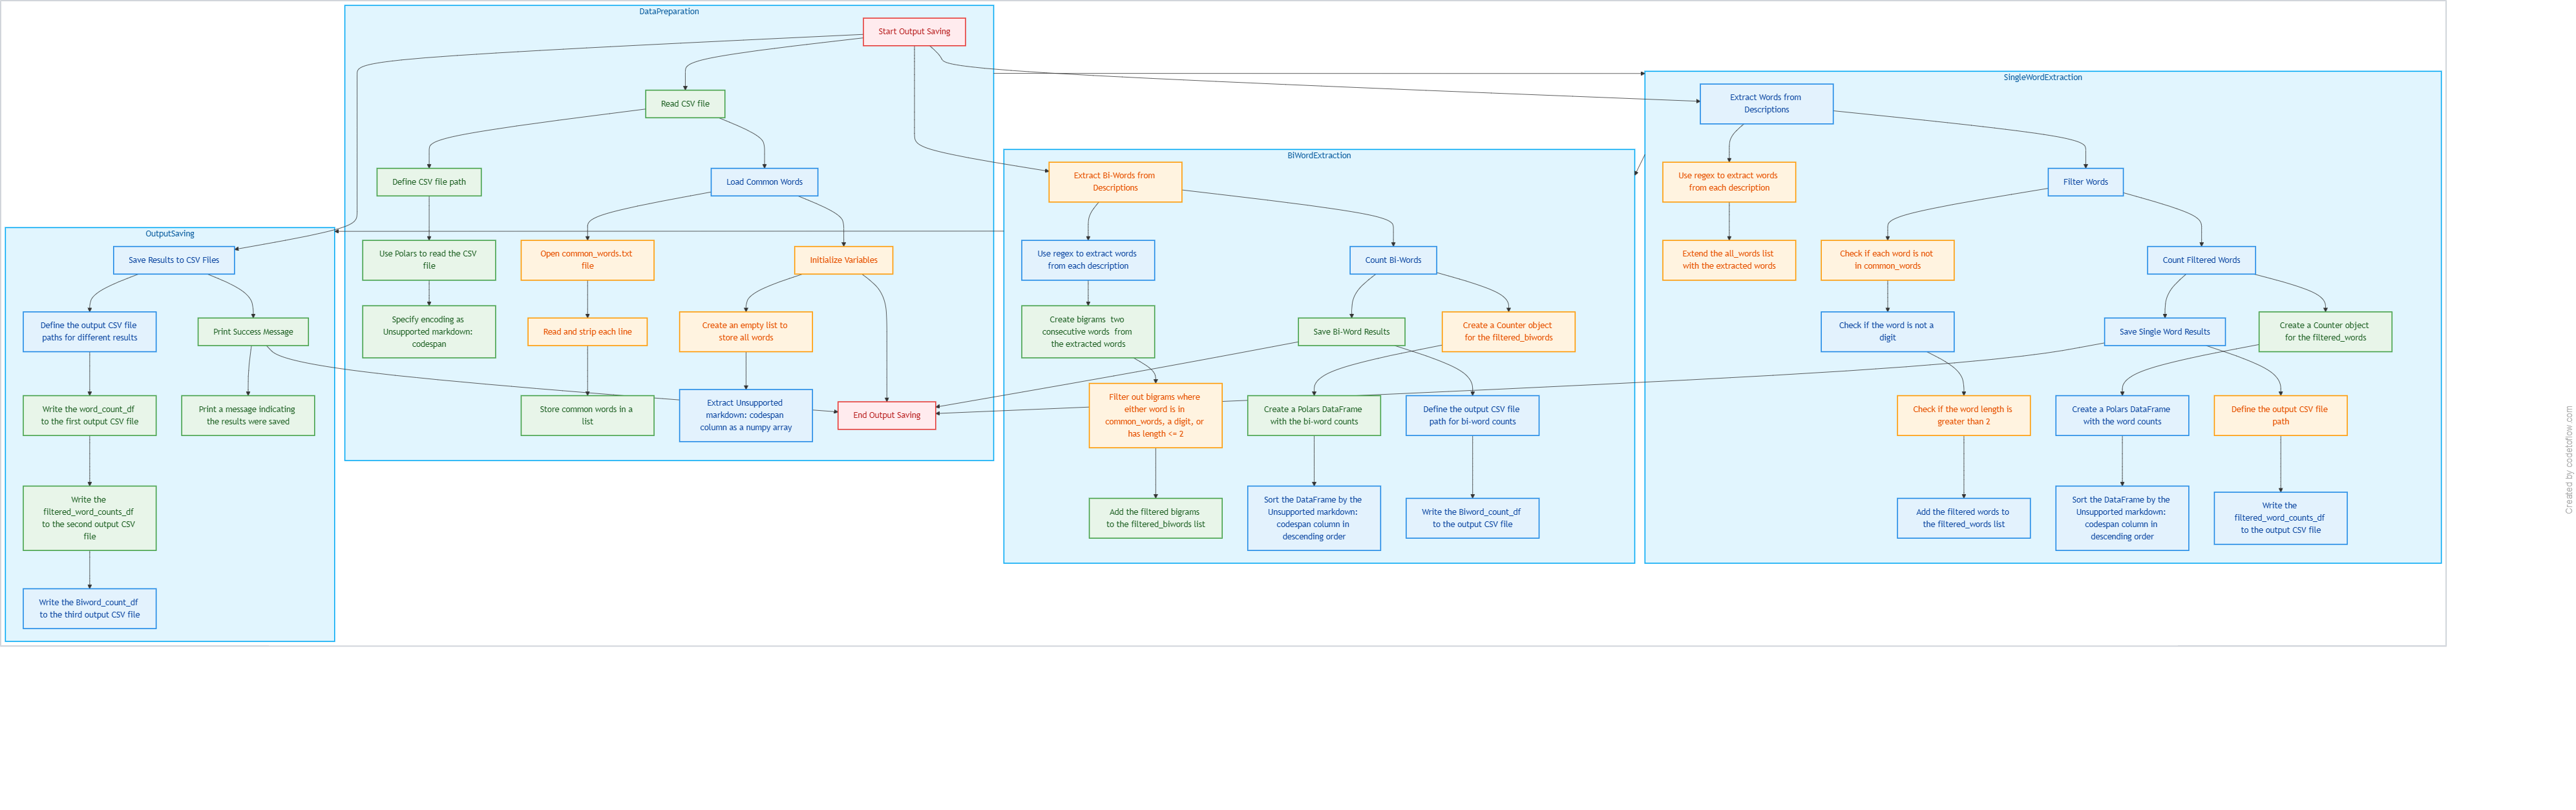 DataPreparation
Start Output Saving
Read CSV file
Define CSV file path
Load Common Words
Use Polars to read the CSV
file
Open common_words.txt
file
Initialize Variables
Specify encoding as
Unsupported markdown:
codespan
Read and strip each line
Create an empty list to
store all words
Store common words in a
list
Extract Unsupported
markdown: codespan
column as a numpy array
End Output Saving
OutputSaving
Save Results to CSV Files
Define the output CSV file
paths for different results
Print Success Message
Write the word_count_df
to the first output CSV file
Print a message indicating
the results were saved
Write the
filtered_word_counts_df
to the second output CSV
file
Write the Biword_count_df
to the third output CSV file
BiWordExtraction
Extract Bi-Words from
Descriptions
Use regex to extract words
from each description
Count Bi-Words
Create bigrams  two
consecutive words  from
the extracted words
Save Bi-Word Results
Create a Counter object
for the filtered_biwords
Filter out bigrams where
either word is in
common_words, a digit, or
has length <= 2
Create a Polars DataFrame
with the bi-word counts
Define the output CSV file
path for bi-word counts
Add the filtered bigrams
to the filtered_biwords list
Sort the DataFrame by the
Unsupported markdown:
codespan column in
descending order
Write the Biword_count_df
to the output CSV file
SingleWordExtraction
Extract Words from
Descriptions
Use regex to extract words
from each description
Filter Words
Extend the all_words list
with the extracted words
Check if each word is not
in common_words
Count Filtered Words
Check if the word is not a
digit
Save Single Word Results
Create a Counter object
for the filtered_words
Check if the word length is
greater than 2
Create a Polars DataFrame
with the word counts
Define the output CSV file
path
Add the filtered words to
the filtered_words list
Sort the DataFrame by the
Unsupported markdown:
codespan column in
descending order
Write the
filtered_word_counts_df
to the output CSV file
Created by codetoflow.com